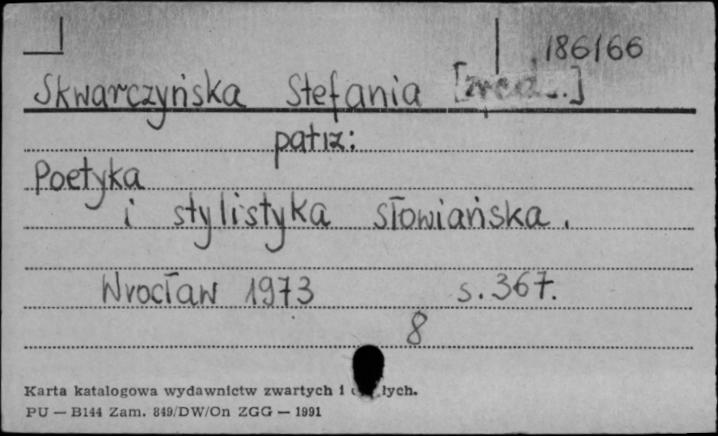 186166
Skwarczyńska Stefania
patrz:
Poetyka
i stylistyka słowiańska.
Wrocław 1973 s. 367.
8
Karta katalogowa wydawnictw zwartych i
PU — B144 Zam. 849/DW/On ZGG — 1991